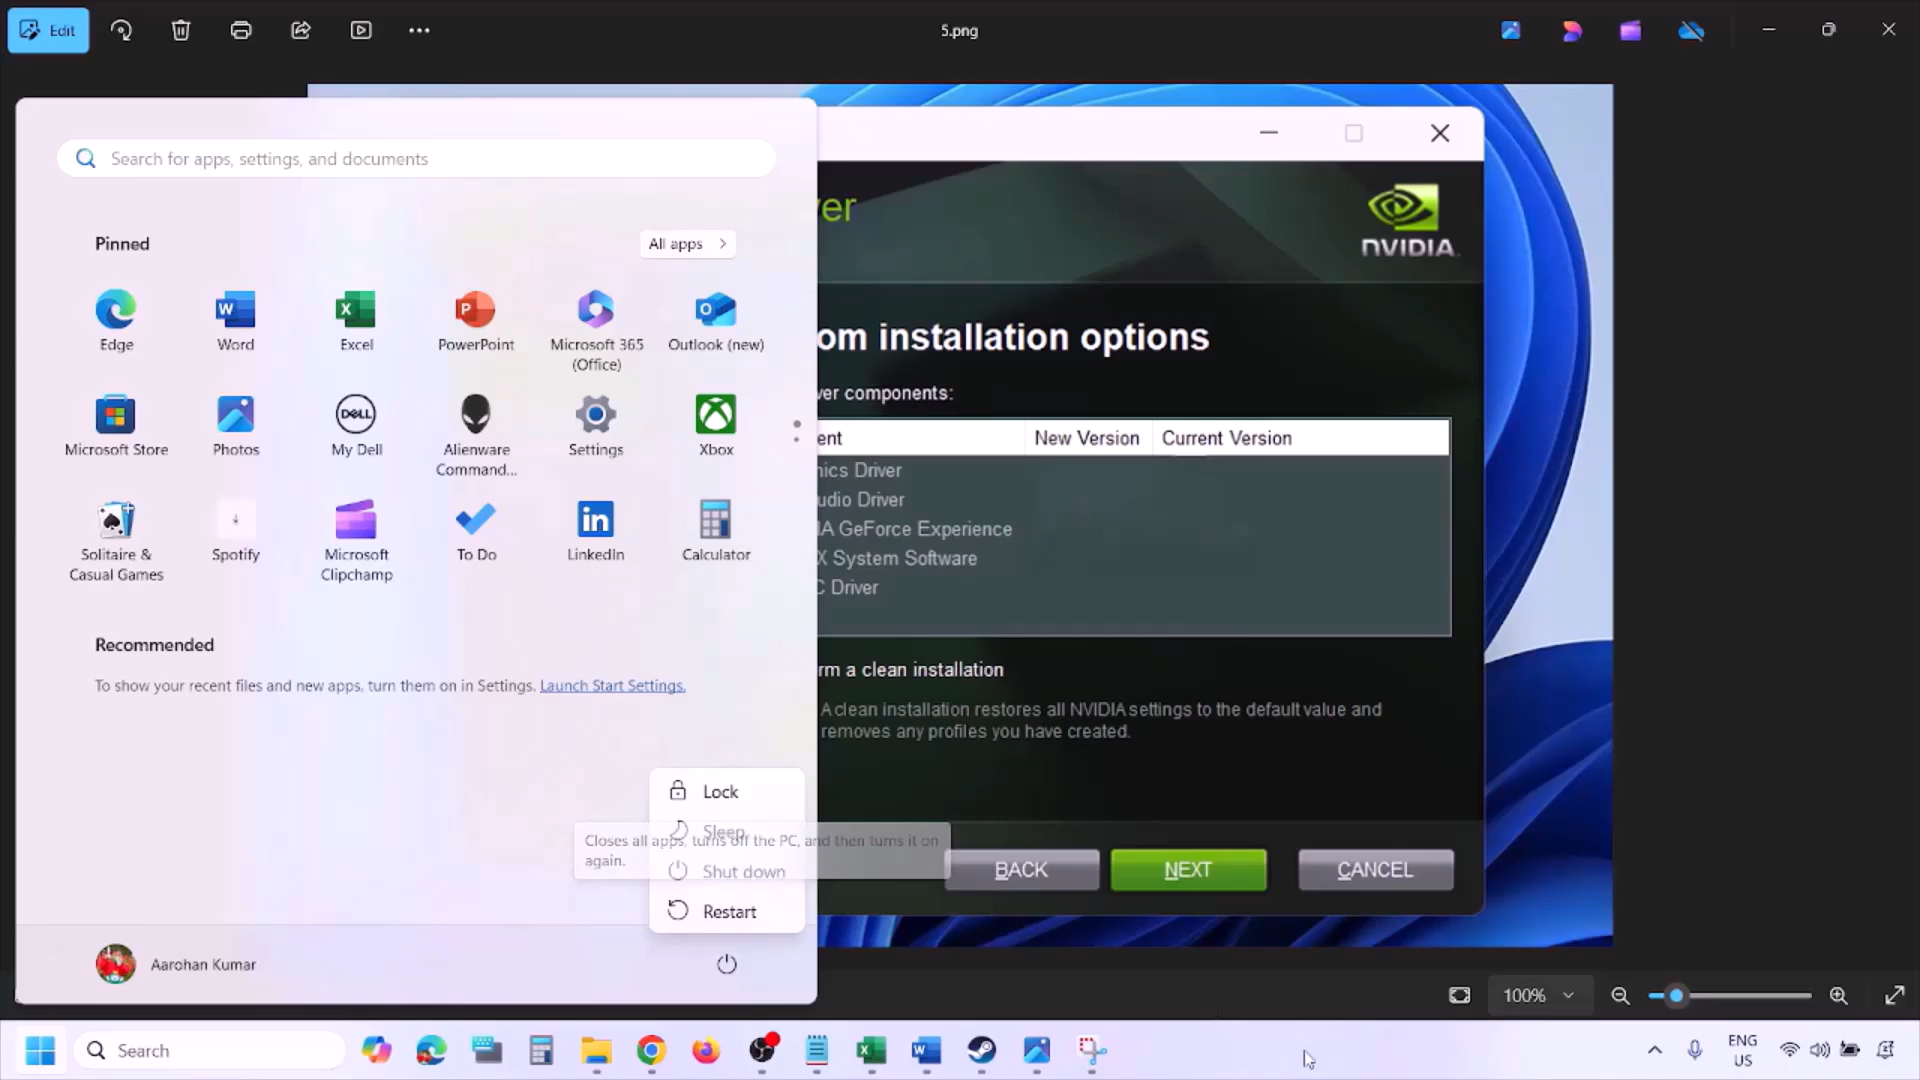 Edit
5.png
Search for apps, settings, and documents
Pinned
All apps
Edge
Word
Excel
PowerPoint
Microsoft 365
(Office)
Outlook (new)
Microsoft Store
Photos
DELL
My Dell
Alienware
Command...
Settings
Xbox
Solitaire &
Casual Games
Spotify
Microsoft
Clipchamp
To Do
LinkedIn
Calculator
Recommended
To show your recent files and new apps, turn them on in Settings. Launch Start Settings.
Lock
Sleep
Closes all apps, turns off the PC, and then turns it on
again.
Shut down
Restart
Aarohan Kumar
ver
NVIDIA
om installation options
ver components:
ent New Version Current Version
nics Driver
udio Driver
IA GeForce Experience
X System Software
C Driver
rm a clean installation
A clean installation restores all NVIDIA settings to the default value and
removes any profiles you have created.
BACK
NEXT
CANCEL
100%
Search
ENG
US